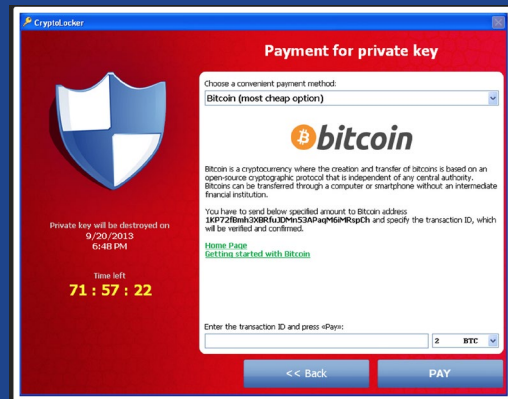 CryptoLocker
Payment for private key
Choose a convenient payment method:
Bitcoin (most cheap option)
bitcoin
Bitcoin is a cryptocurrency where the creation and transfer of bitcoins is based on an
open-source cryptographic protocol that is independent of any central authority.
Bitcoins can be transferred through a computer or smartphone without an intermediate
financial institution.
You have to send below specified amount to Bitcoin address
1KP72fBmh3XBRfuJDMn53APaqM6iMRspCh and specify the transaction ID, which
will be verified and confirmed.
Home Page
Getting started with Bitcoin
Private key will be destroyed on
9/20/2013
6:48 PM
Time left
71 : 57 : 22
Enter the transaction ID and press «Pay»:
2 BTC
<< Back
PAY